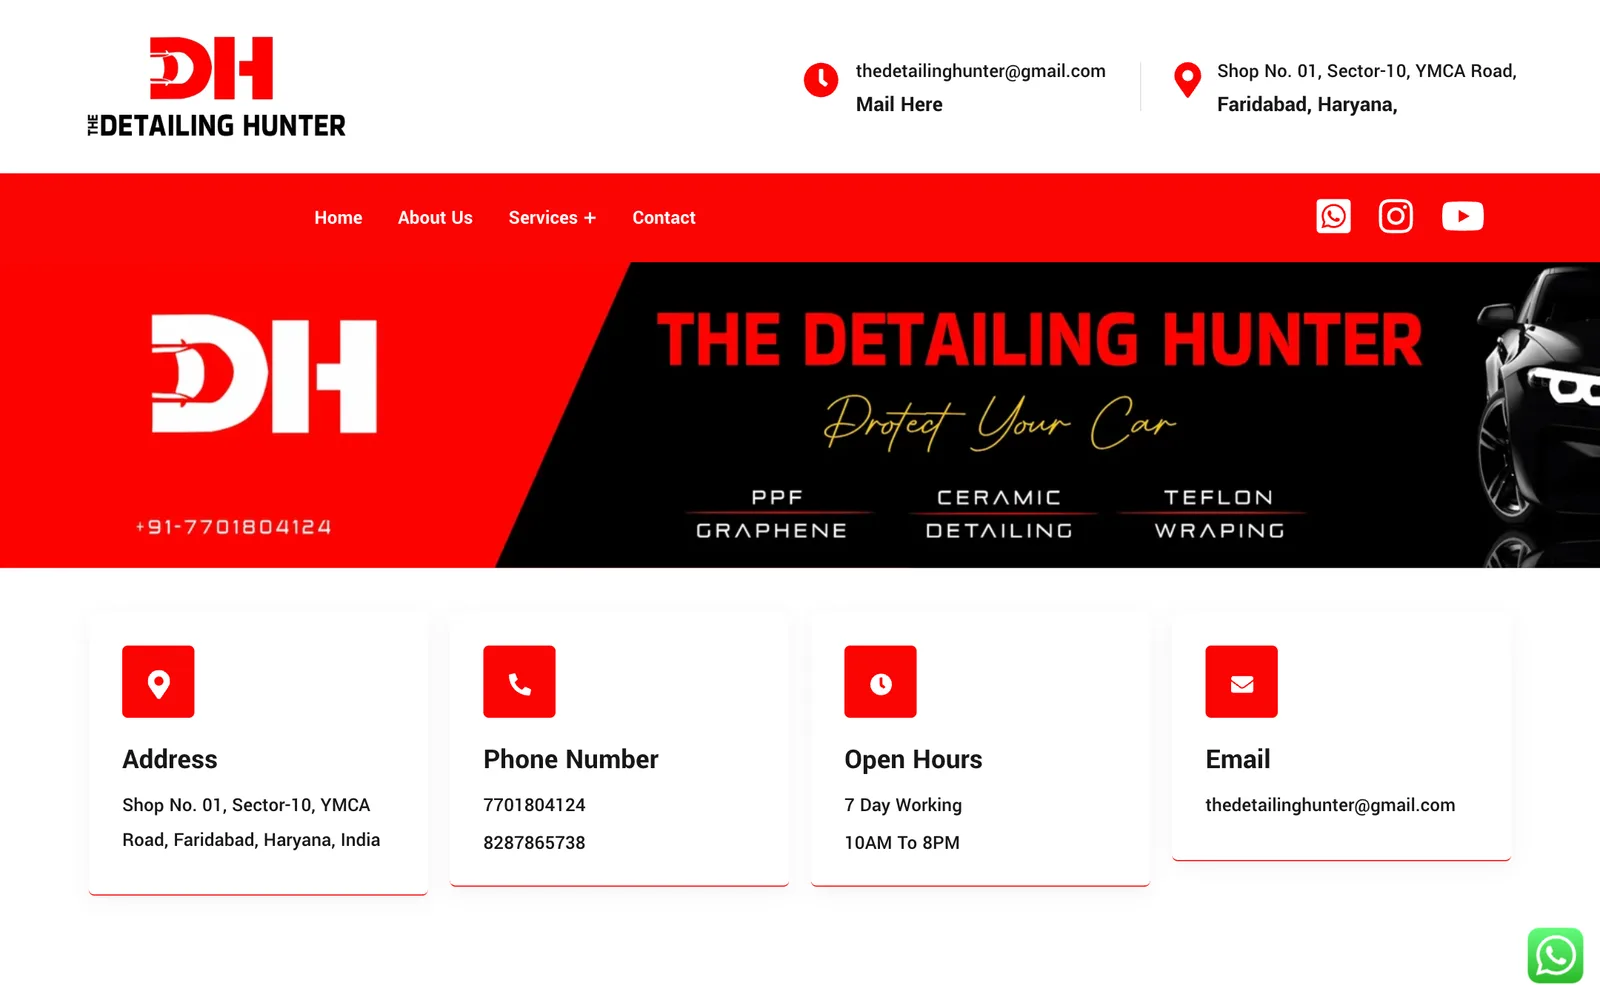 DH
THE DETAILING HUNTER
thedetailinghunter@gmail.com
Mail Here
Shop No. 01, Sector-10, YMCA Road,
Faridabad, Haryana,
Home About Us Services + Contact
DH
+91-7701804124
THE DETAILING HUNTER
Protect Your Car
PPF CERAMIC TEFLON
GRAPHENE DETAILING WRAPING
Address
Shop No. 01, Sector-10, YMCA
Road, Faridabad, Haryana, India
Phone Number
7701804124
8287865738
Open Hours
7 Day Working
10AM To 8PM
Email
thedetailinghunter@gmail.com